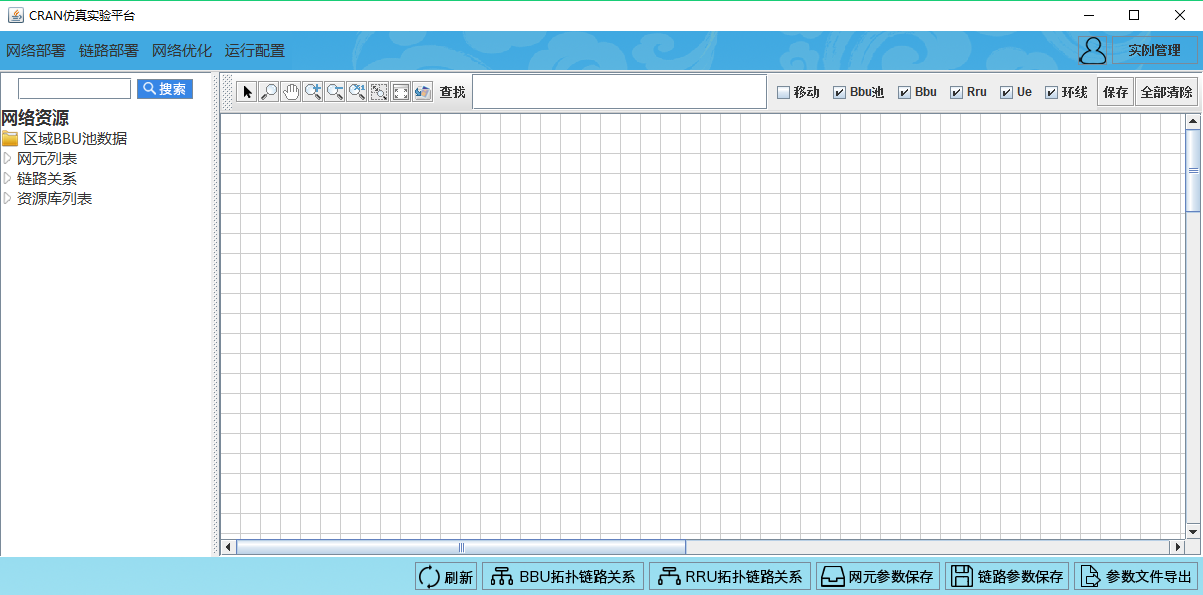 CRAN仿真实验平台
网络部署 链路部署 网络优化 运行配置 实例管理
搜索 查找 移动 Bbu池 Bbu Rru Ue 环线 保存 全部清除
网络资源
区域BBU池数据
网元列表
链路关系
资源库列表
刷新 BBU拓扑链路关系 RRU拓扑链路关系 网元参数保存 链路参数保存 参数文件导出